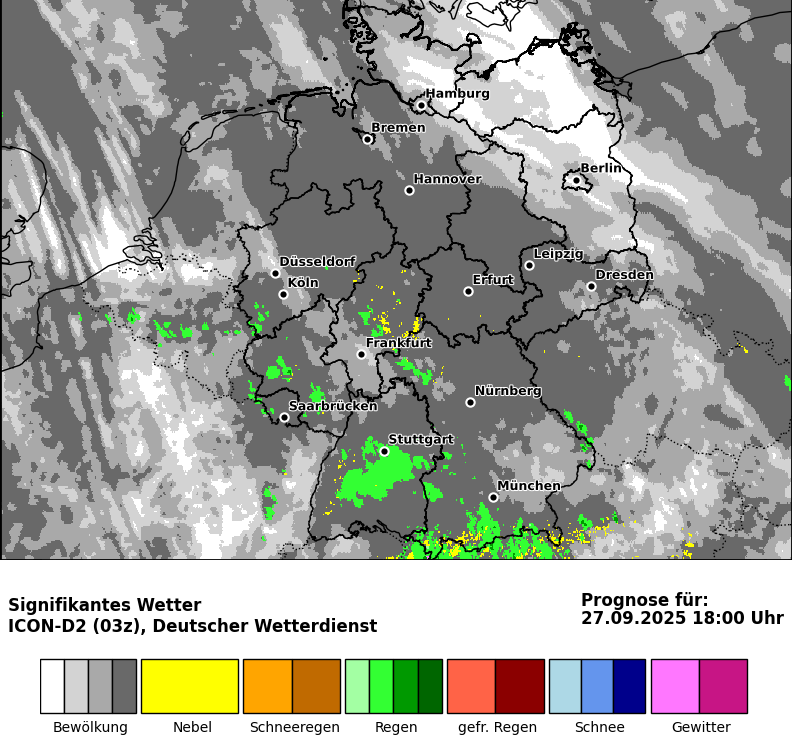 Hamburg
Bremen
Berlin
Hannover
Leipzig
Düsseldorf
Dresden
Köln
Erfurt
Frankfurt
Nürnberg
Saarbrücken
Stuttgart
München
Signifikantes Wetter
ICON-D2 (03z), Deutscher Wetterdienst
Prognose für:
27.09.2025 18:00 Uhr
Bewölkung Nebel Schneeregen Regen gefr. Regen Schnee Gewitter